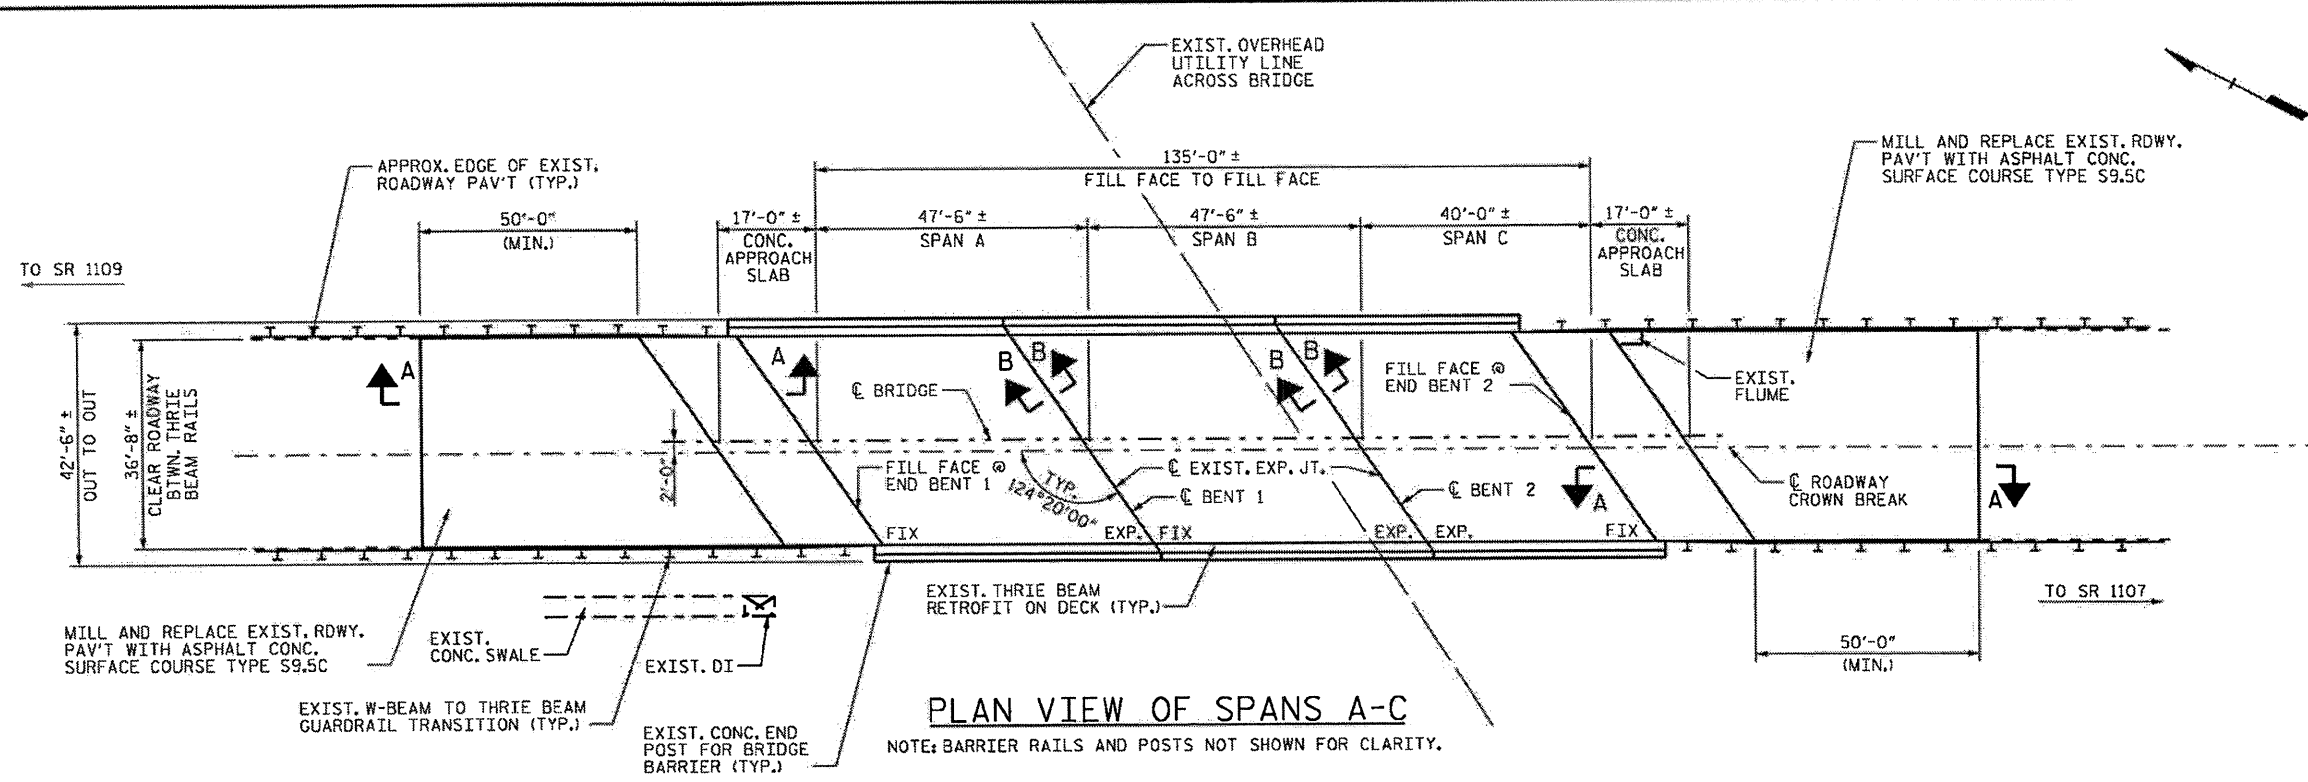 EXIST. OVERHEAD
UTILITY LINE
ACROSS BRIDGE
APPROX. EDGE OF EXIST.
ROADWAY PAV'T (TYP.)
135'-0" ±
FILL FACE TO FILL FACE
MILL AND REPLACE EXIST. RDWY.
PAV'T WITH ASPHALT CONC.
SURFACE COURSE TYPE S9.5C
50'-0"
(MIN.)
17'-0" ±
CONC.
APPROACH
SLAB
47'-6" ±
SPAN A
47'-6" ±
SPAN B
40'-0" ±
SPAN C
17'-0" ±
CONC.
APPROACH
SLAB
TO SR 1109
A
A
B
B
B
B
℄ BRIDGE
FILL FACE @
END BENT 2
EXIST.
FLUME
42'-6" ±
OUT TO OUT
36'-8" ±
CLEAR ROADWAY
BTWN. THRIE
BEAM RAILS
2'-0"
FILL FACE @
END BENT 1
TYP.
124°20'00"
℄ EXIST. EXP. JT.
℄ BENT 1
℄ BENT 2
A
℄ ROADWAY
CROWN BREAK
A
FIX
EXP.
FIX
EXP.
EXP.
FIX
EXIST. THRIE BEAM
RETROFIT ON DECK (TYP.)
TO SR 1107
MILL AND REPLACE EXIST. RDWY.
PAV'T WITH ASPHALT CONC.
SURFACE COURSE TYPE S9.5C
EXIST.
CONC. SWALE
EXIST. DI
50'-0"
(MIN.)
EXIST. W-BEAM TO THRIE BEAM
GUARDRAIL TRANSITION (TYP.)
EXIST. CONC. END
POST FOR BRIDGE
BARRIER (TYP.)
PLAN VIEW OF SPANS A-C
NOTE: BARRIER RAILS AND POSTS NOT SHOWN FOR CLARITY.